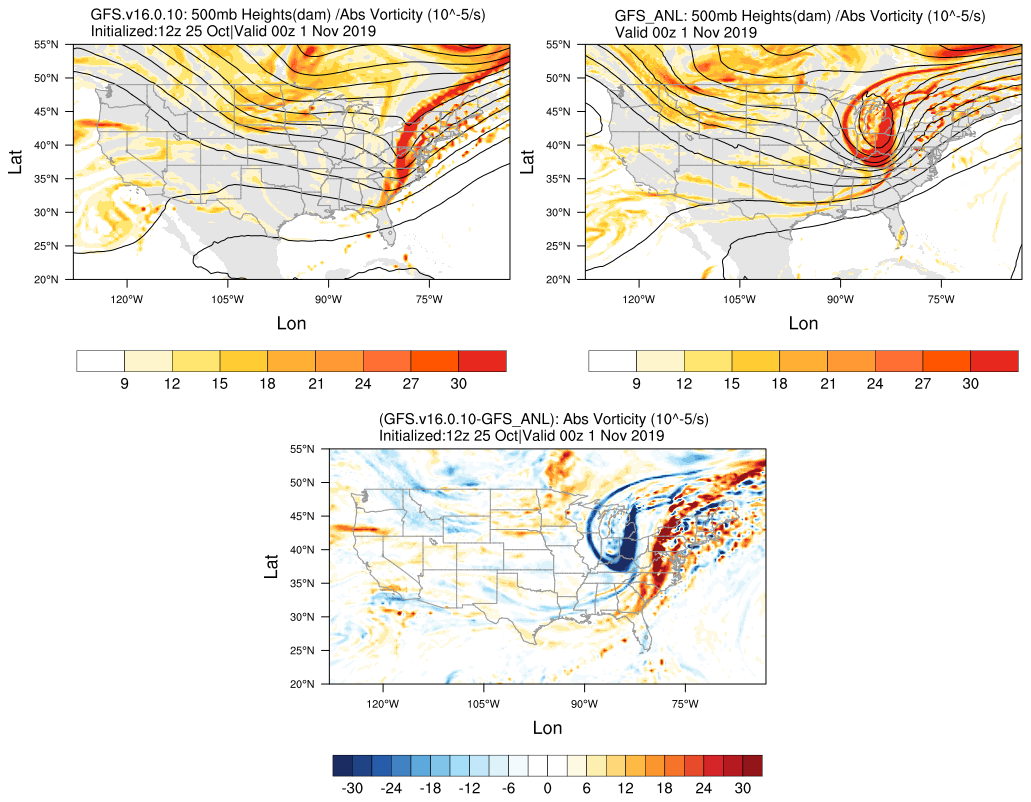 GFS.v16.0.10: 500mb Heights(dam) /Abs Vorticity (10^-5/s)
Initialized:12z 25 Oct|Valid 00z 1 Nov 2019
55°N
50°N
45°N
40°N
35°N
30°N
25°N
20°N
Lat
120°W 105°W 90°W 75°W
Lon
9 12 15 18 21 24 27 30
GFS_ANL: 500mb Heights(dam) /Abs Vorticity (10^-5/s)
Valid 00z 1 Nov 2019
55°N
50°N
45°N
40°N
35°N
30°N
25°N
20°N
Lat
120°W 105°W 90°W 75°W
Lon
9 12 15 18 21 24 27 30
(GFS.v16.0.10-GFS_ANL): Abs Vorticity (10^-5/s)
Initialized:12z 25 Oct|Valid 00z 1 Nov 2019
55°N
50°N
45°N
40°N
35°N
30°N
25°N
20°N
Lat
120°W 105°W 90°W 75°W
Lon
-30 -24 -18 -12 -6 0 6 12 18 24 30